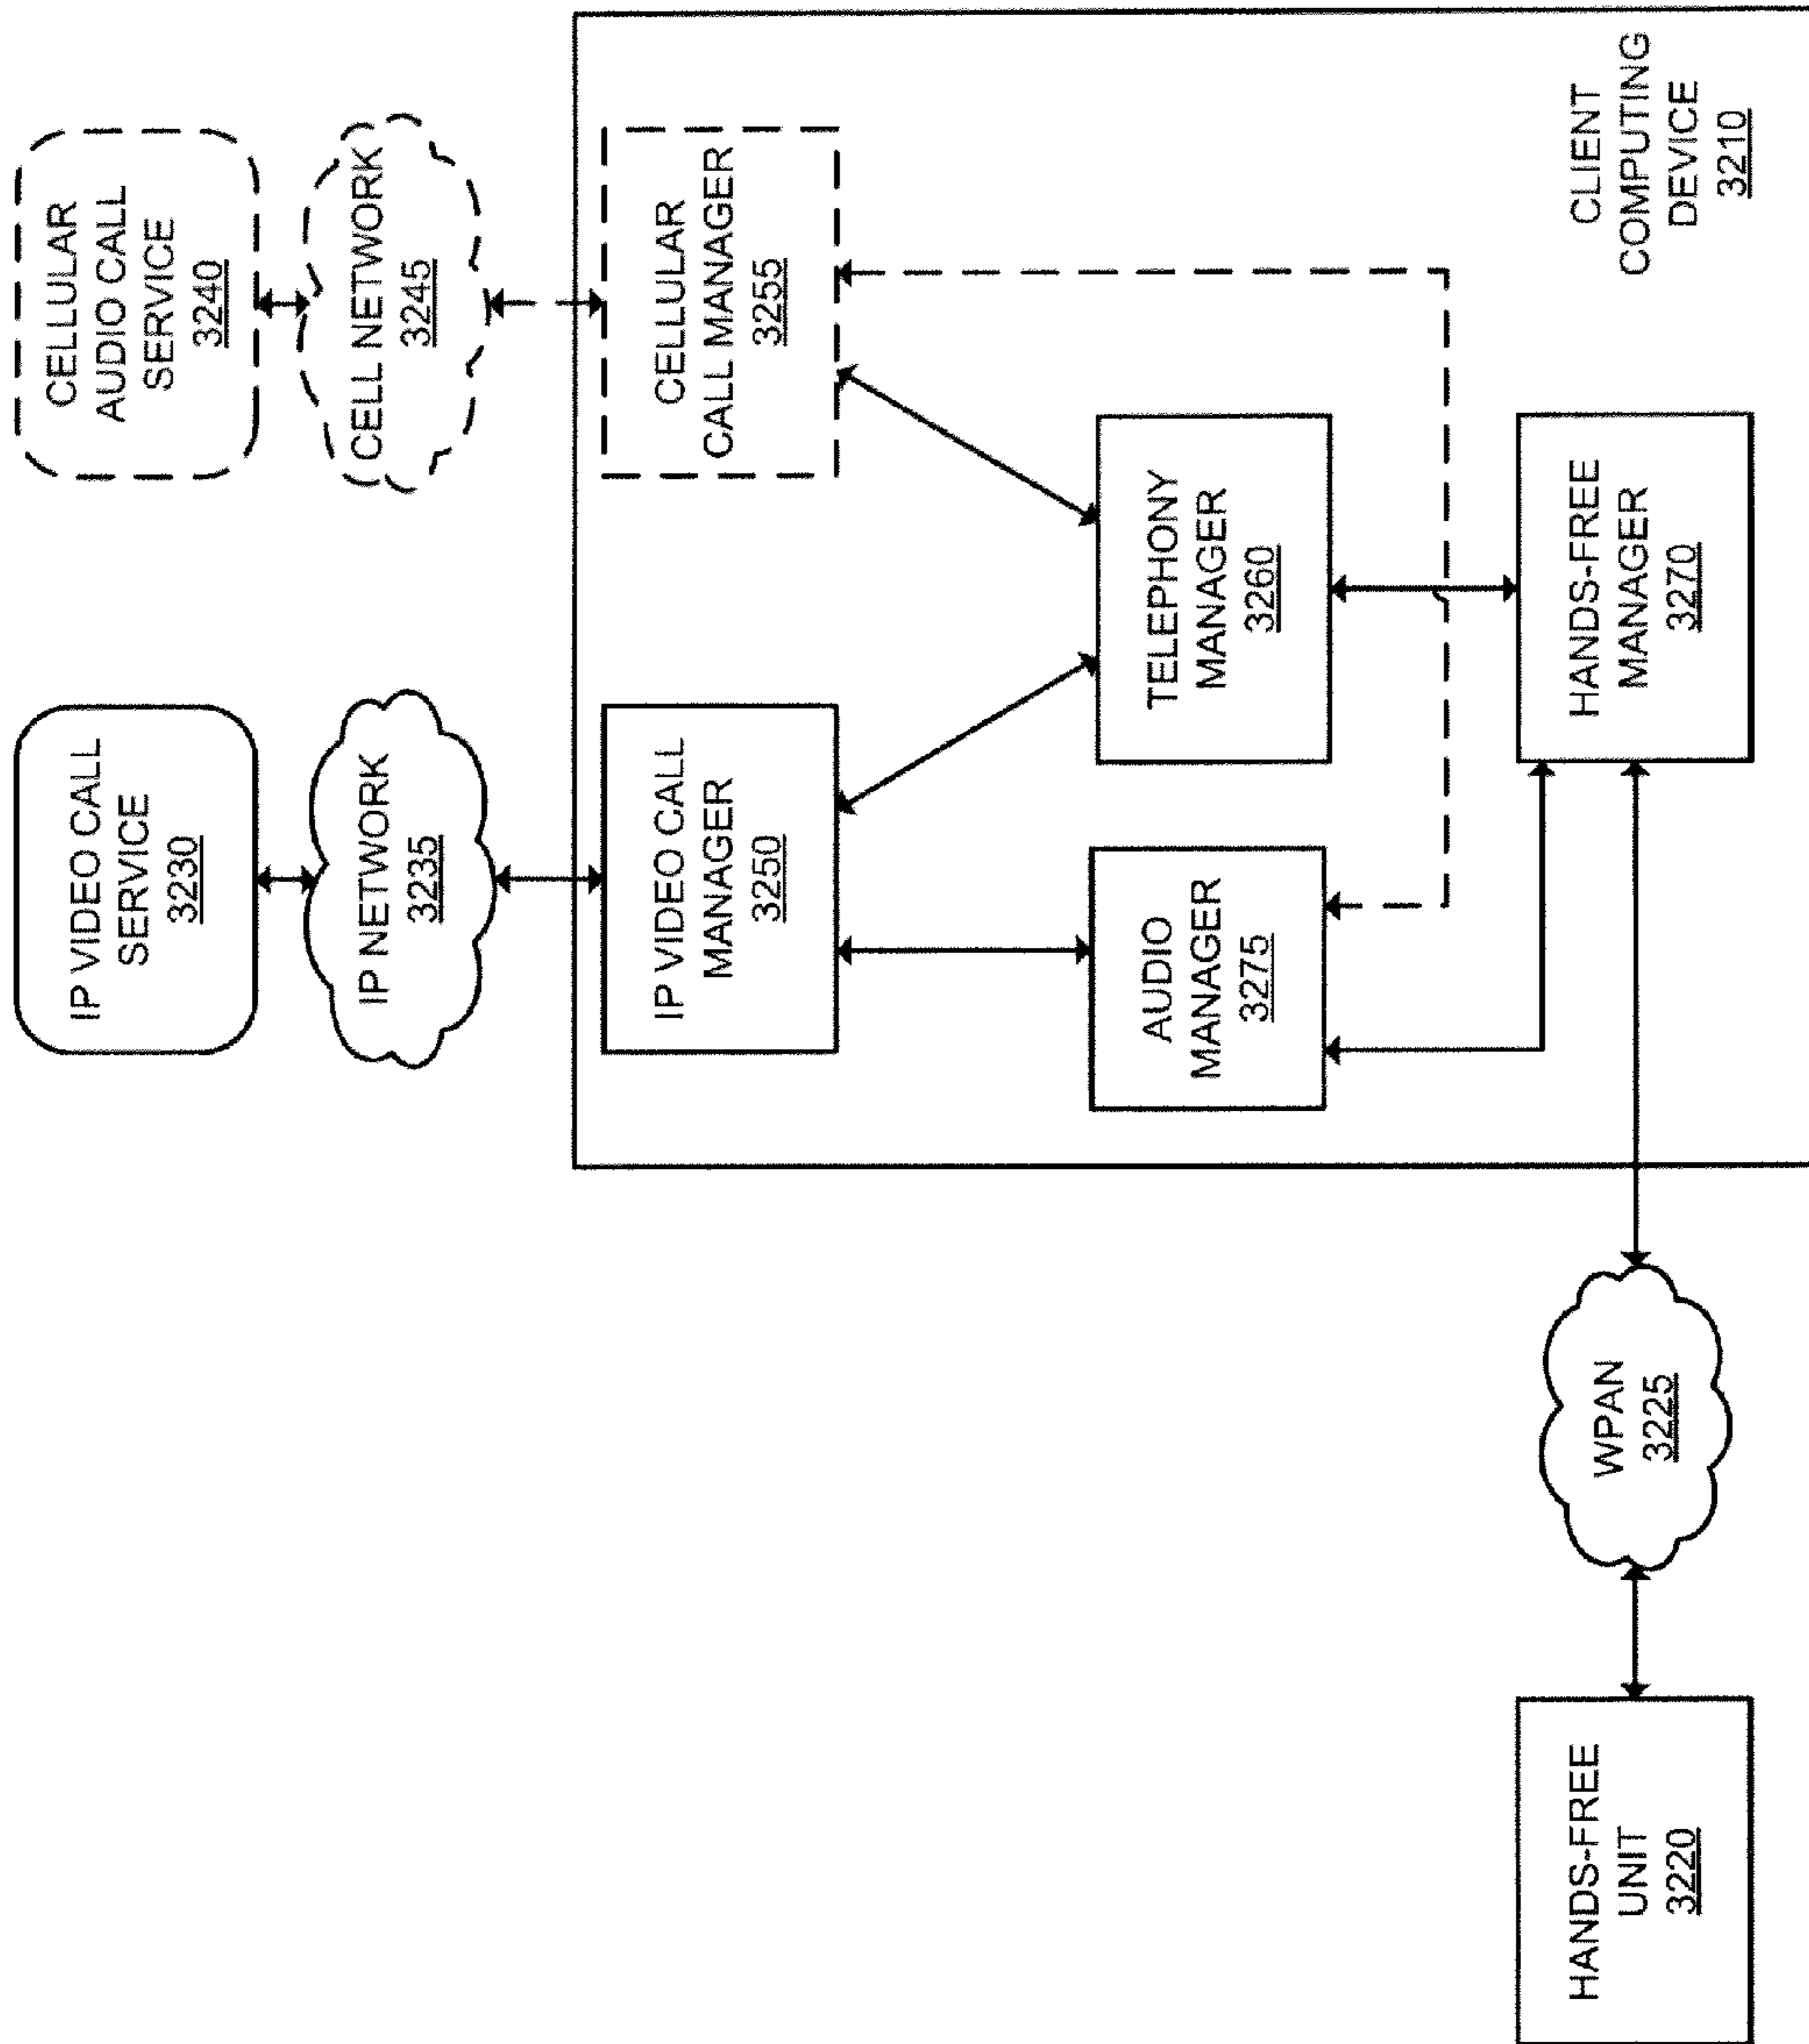 IP VIDEO CALL
SERVICE
3230
CELLULAR
AUDIO CALL
SERVICE
3240
IP NETWORK
3235
CELL NETWORK
3245
IP VIDEO CALL
MANAGER
3250
CELLULAR
CALL MANAGER
3255
AUDIO
MANAGER
3275
TELEPHONY
MANAGER
3260
HANDS-FREE
UNIT
3220
WPAN
3225
HANDS-FREE
MANAGER
3270
CLIENT
COMPUTING
DEVICE
3210